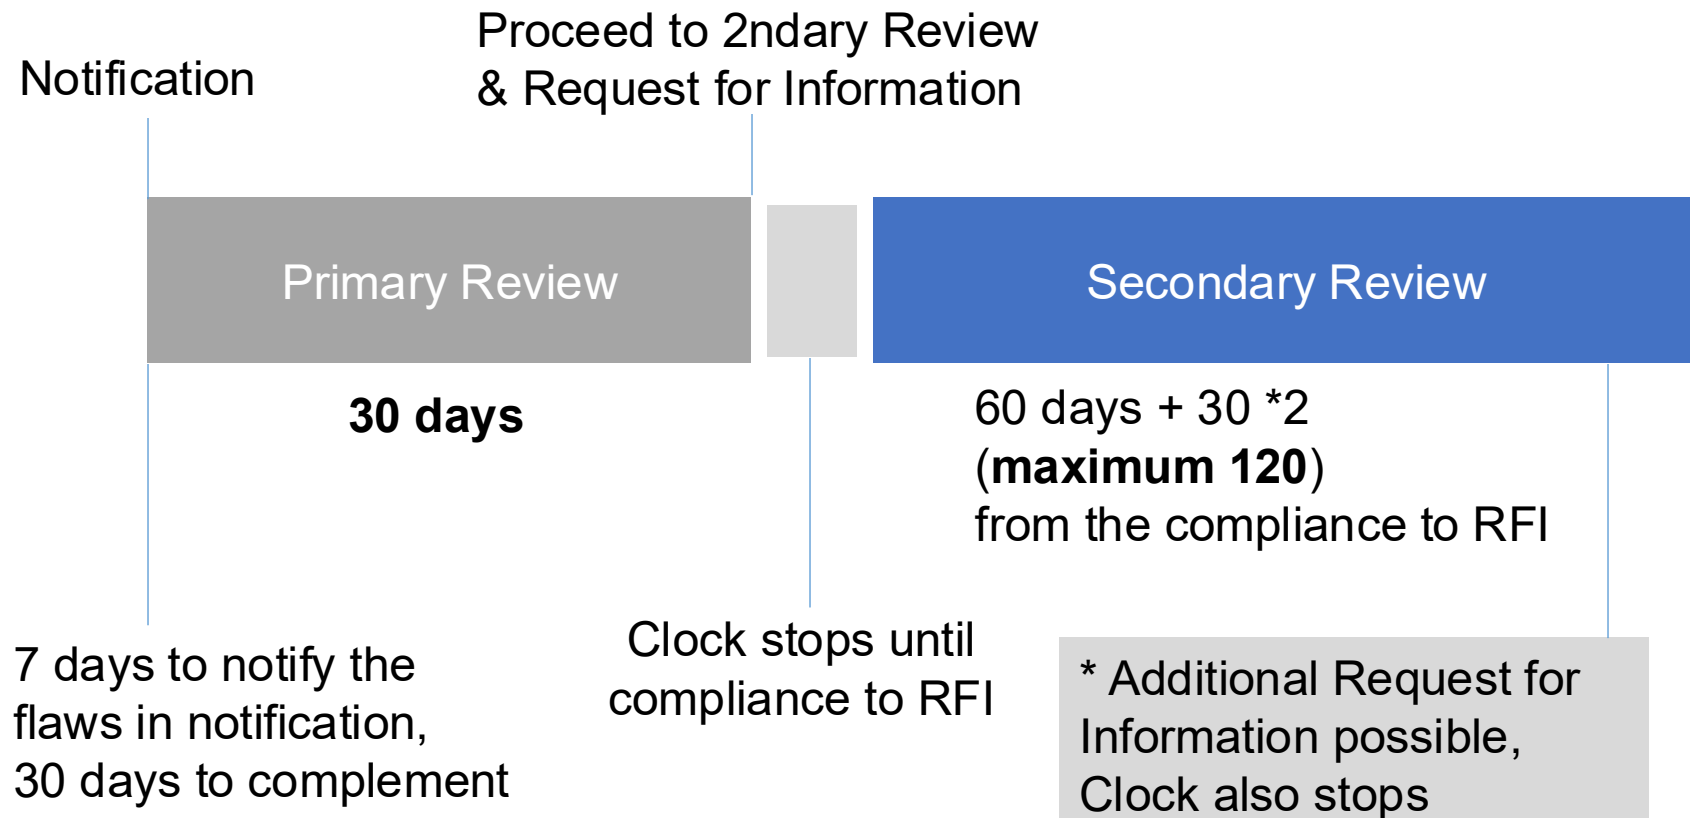 Notification
Proceed to 2ndary Review
& Request for Information
Primary Review
Secondary Review
30 days
60 days + 30 *2
(maximum 120)
from the compliance to RFI
7 days to notify the
flaws in notification,
30 days to complement
Clock stops until
compliance to RFI
* Additional Request for
Information possible,
Clock also stops